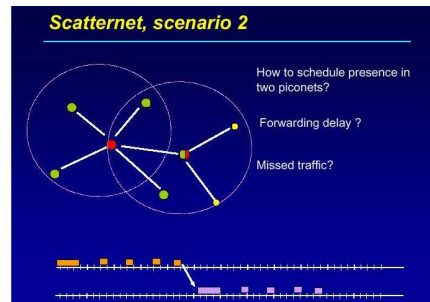 Scatternet, scenario 2
How to schedule presence in
two piconets?
Forwarding delay ?
Missed traffic?